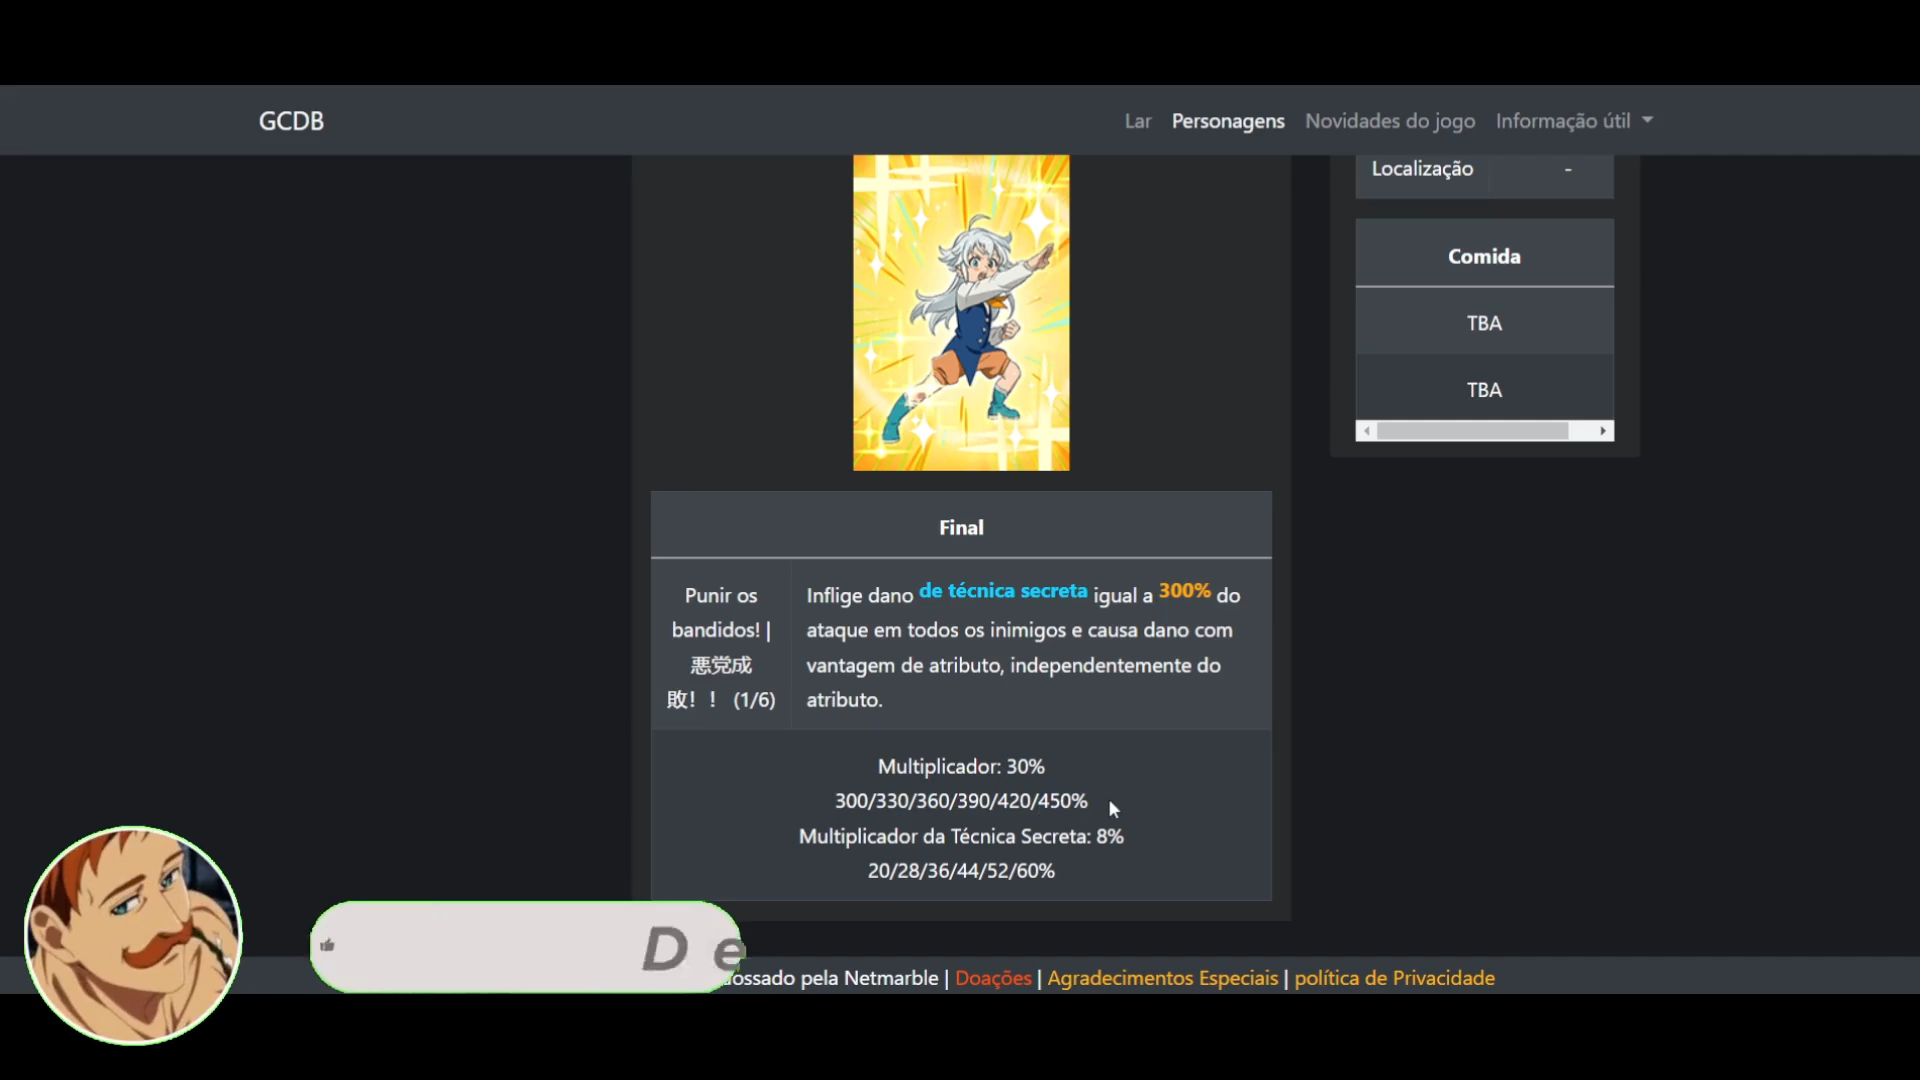 GCDB
Lar Personagens Novidades do jogo Informação útil
Localização -
Comida
TBA
TBA
Final
Punir os
bandidos! |
悪党成
敗！！ (1/6)
Inflige dano de técnica secreta igual a 300% do
ataque em todos os inimigos e causa dano com
vantagem de atributo, independentemente do
atributo.
Multiplicador: 30%
300/330/360/390/420/450%
Multiplicador da Técnica Secreta: 8%
20/28/36/44/52/60%
D e
pela Netmarble | Doações | Agradecimentos Especiais | política de Privacidade